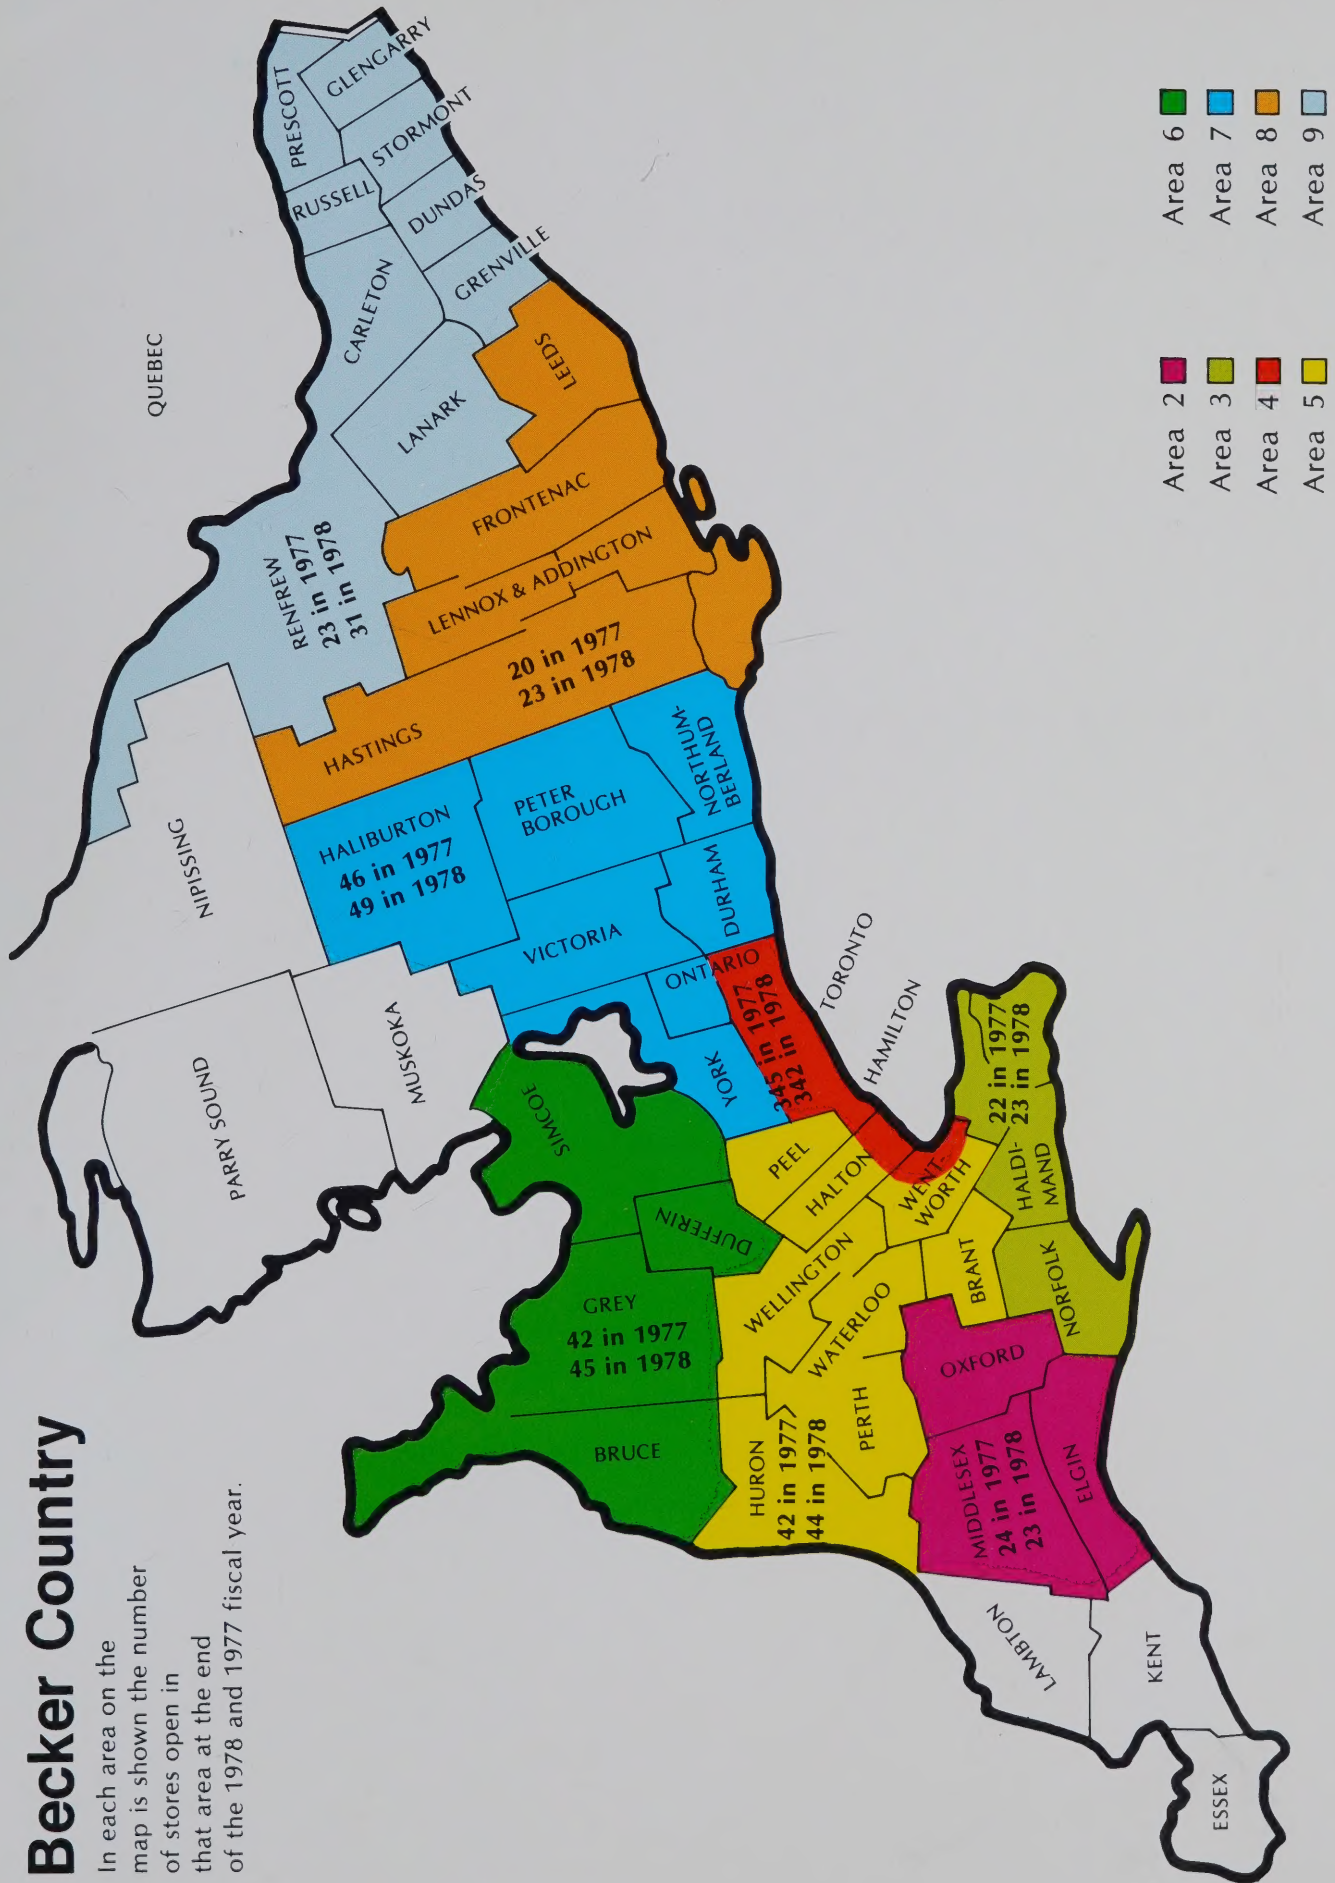 Becker Country
In each area on the
map is shown the number
of stores open in
that area at the end
of the 1978 and 1977 fiscal year.
QUEBEC
PRESCOTT
GLENGARRY
RUSSELL
STORMONT
DUNDAS
CARLETON
GRENVILLE
LANARK
LEEDS
RENFREW
23 in 1977
31 in 1978
FRONTENAC
LENNOX & ADDINGTON
HASTINGS
20 in 1977
23 in 1978
NIPISSING
HALIBURTON
46 in 1977
49 in 1978
PETER
BOROUGH
NORTHUM-
BERLAND
DURHAM
VICTORIA
ONTARIO
YORK
345 in 1977
342 in 1978
TORONTO
HAMILTON
PARRY SOUND
MUSKOKA
SIMCOE
DUFFERIN
GREY
42 in 1977
45 in 1978
BRUCE
PEEL
HALTON
WENT-
WORTH
WELLINGTON
WATERLOO
BRANT
PERTH
HURON
42 in 1977
44 in 1978
22 in 1977
23 in 1978
HALDI-
MAND
NORFOLK
OXFORD
MIDDLESEX
24 in 1977
23 in 1978
ELGIN
LAMBTON
KENT
ESSEX
Area 2
Area 3
Area 4
Area 5
Area 6
Area 7
Area 8
Area 9